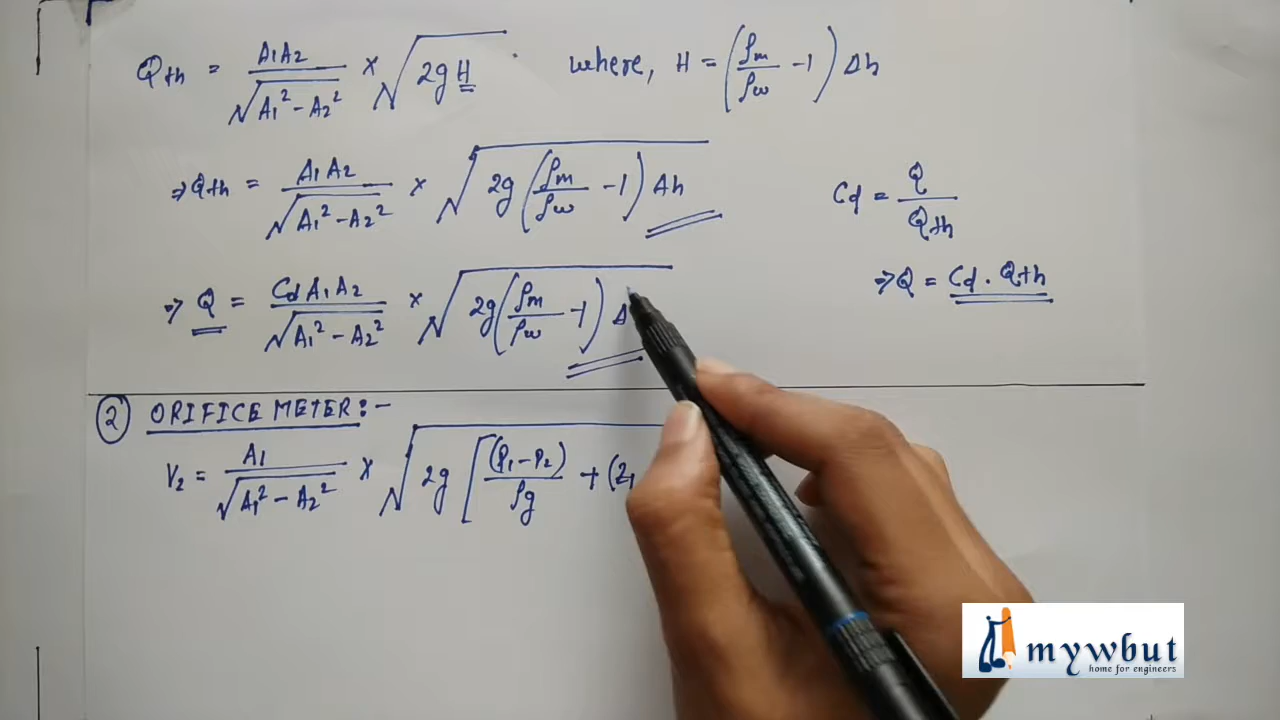 Qth = A1A2 / √(A1² − A2²) × √(2gH) . where, H = (ρm/ρw − 1) Δh
⇒ Qth = A1A2 / √(A1² − A2²) × √(2g(ρm/ρw − 1) Δh)
Cd = Q / Qth
⇒ Q = Cd A1A2 / √(A1² − A2²) × √(2g(ρm/ρw − 1) Δ
⇒ Q = Cd . Qth
2 ORIFICE METER :-
V2 = A1 / √(A1² − A2²) × √(2g[(P1 − P2)/ρg + (Z1
mywbut
home for engineers